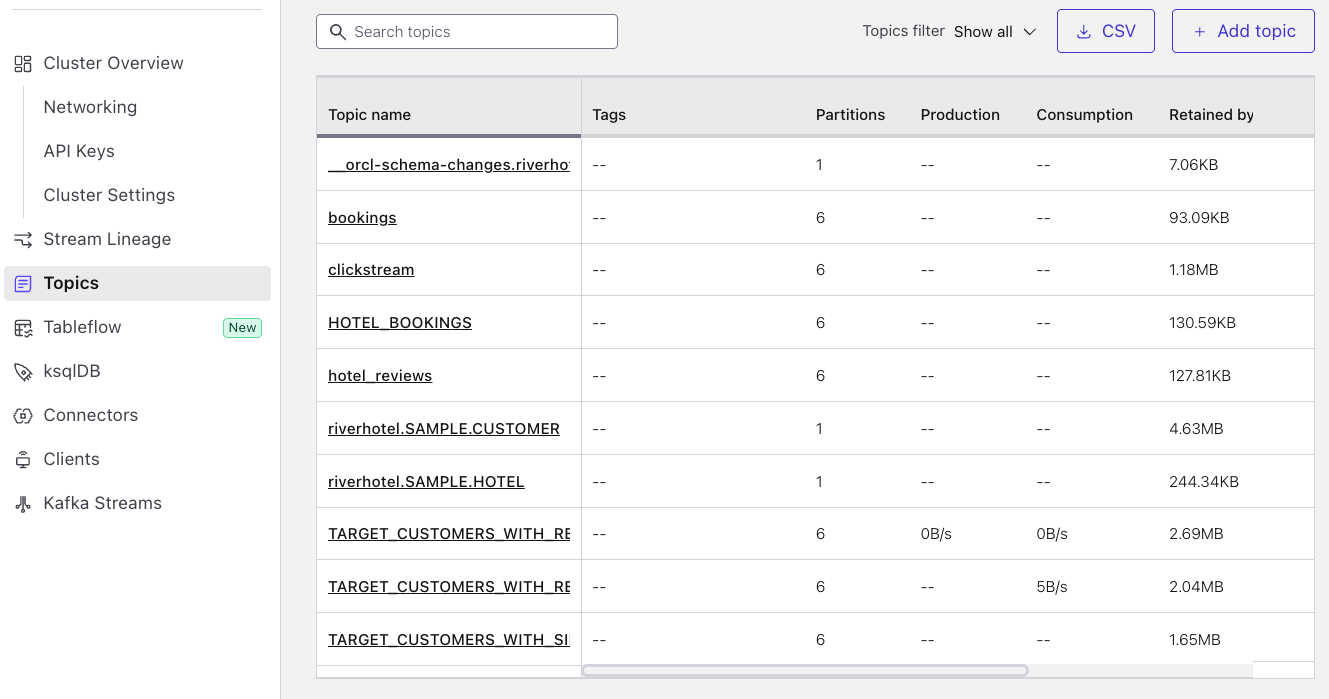 Search topics
Topics filter Show all
CSV
+ Add topic
Cluster Overview
Networking
API Keys
Cluster Settings
Stream Lineage
Topics
Tableflow New
ksqlDB
Connectors
Clients
Kafka Streams
Topic name Tags Partitions Production Consumption Retained by
__orcl-schema-changes.riverho -- 1 -- -- 7.06KB
bookings -- 6 -- -- 93.09KB
clickstream -- 6 -- -- 1.18MB
HOTEL_BOOKINGS -- 6 -- -- 130.59KB
hotel_reviews -- 6 -- -- 127.81KB
riverhotel.SAMPLE.CUSTOMER -- 1 -- -- 4.63MB
riverhotel.SAMPLE.HOTEL -- 1 -- -- 244.34KB
TARGET_CUSTOMERS_WITH_RE -- 6 0B/s 0B/s 2.69MB
TARGET_CUSTOMERS_WITH_RE -- 6 -- 5B/s 2.04MB
TARGET_CUSTOMERS_WITH_SI -- 6 -- -- 1.65MB